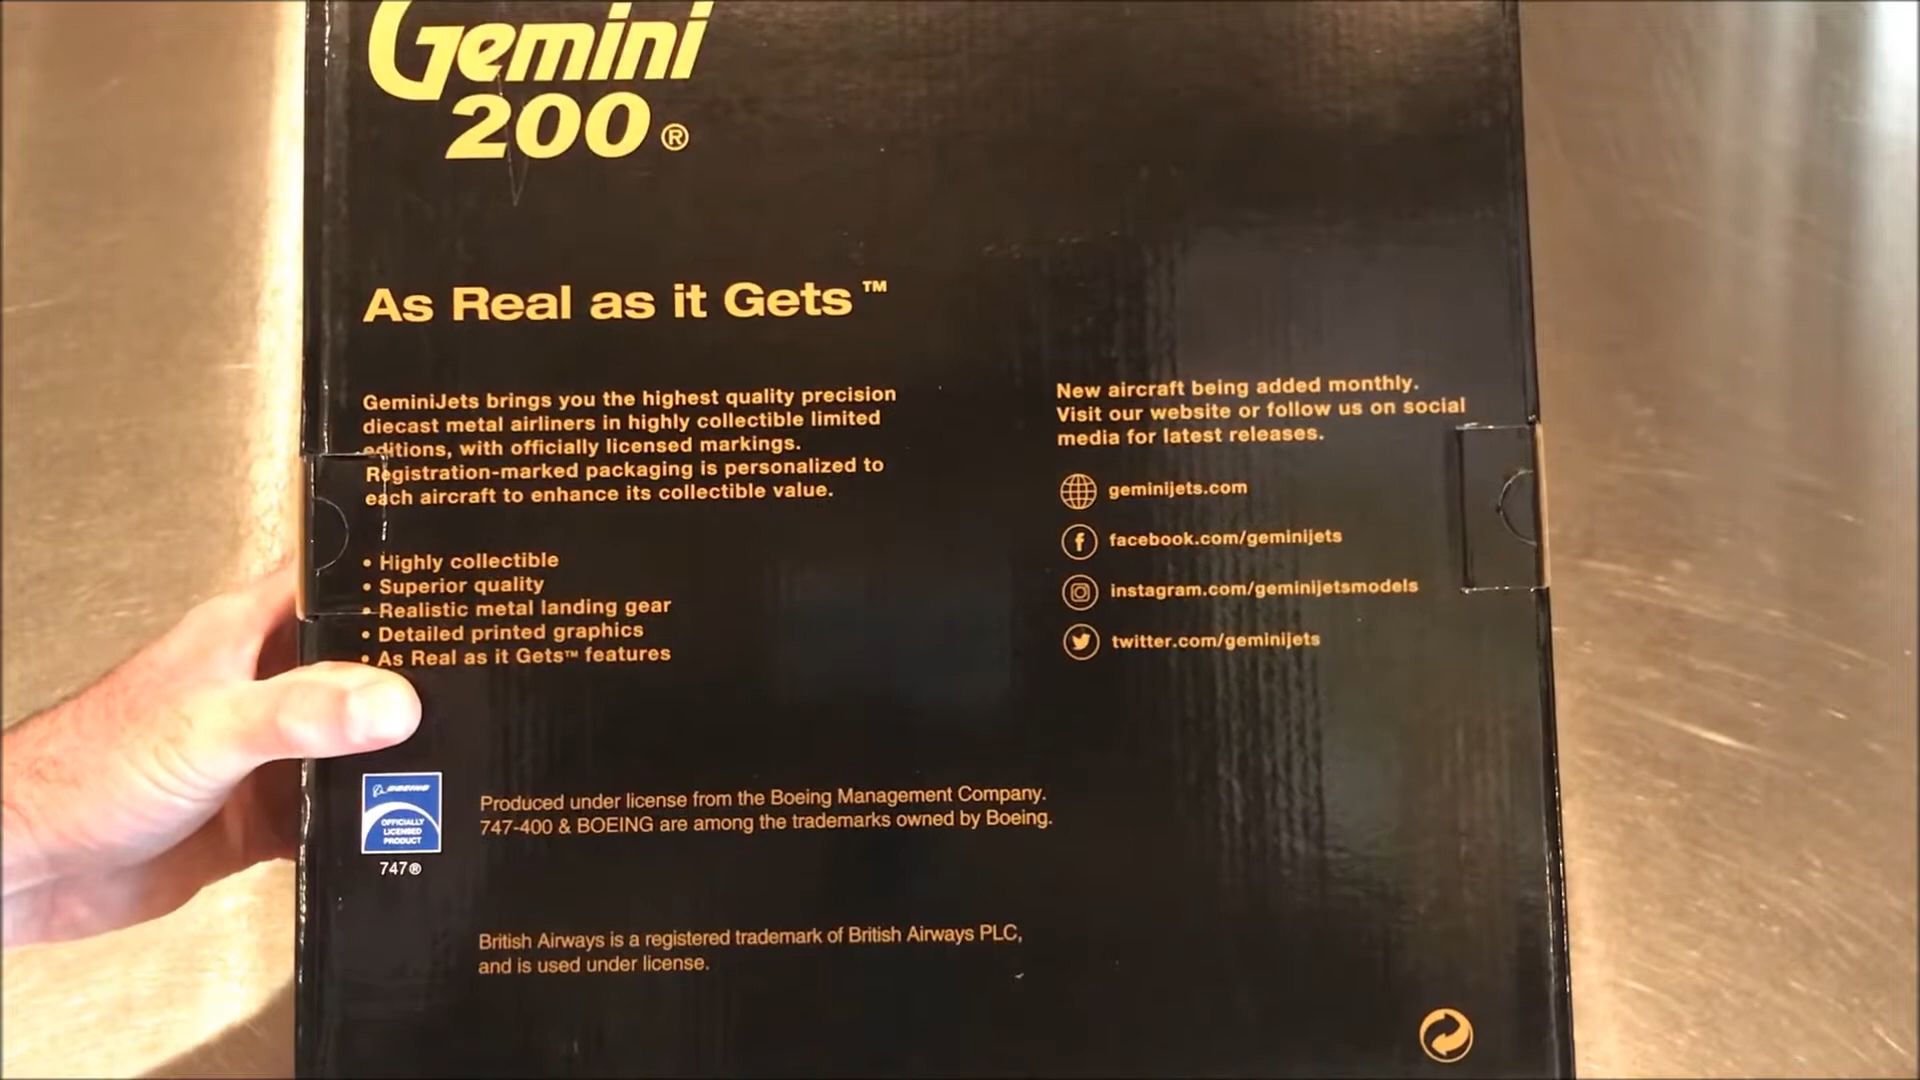 Gemini
200®
As Real as it Gets™
GeminiJets brings you the highest quality precision
diecast metal airliners in highly collectible limited
editions, with officially licensed markings.
Registration-marked packaging is personalized to
each aircraft to enhance its collectible value.
• Highly collectible
• Superior quality
• Realistic metal landing gear
• Detailed printed graphics
• As Real as it Gets™ features
New aircraft being added monthly.
Visit our website or follow us on social
media for latest releases.
geminijets.com
facebook.com/geminijets
instagram.com/geminijetsmodels
twitter.com/geminijets
BOEING
OFFICIALLY
LICENSED
PRODUCT
747®
Produced under license from the Boeing Management Company.
747-400 & BOEING are among the trademarks owned by Boeing.
British Airways is a registered trademark of British Airways PLC,
and is used under license.